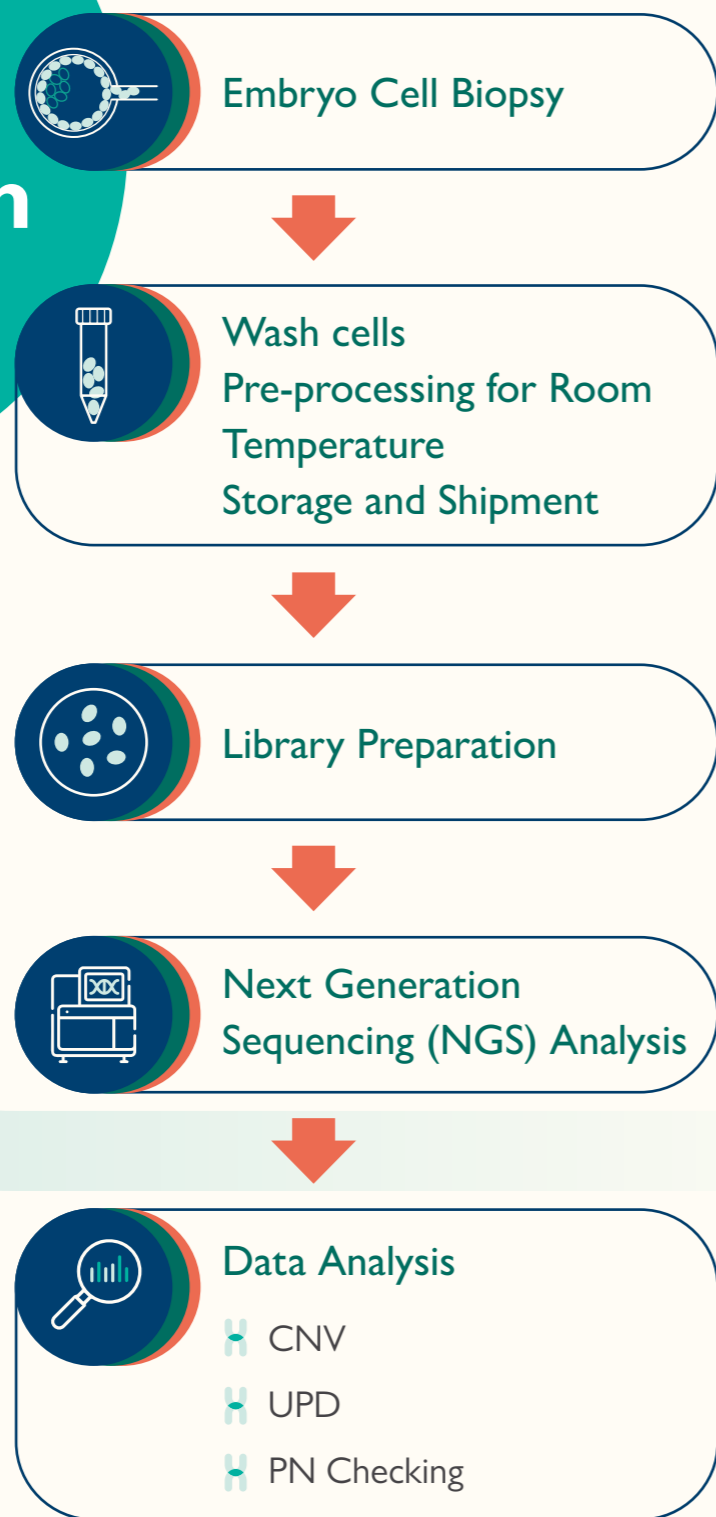 Embryo Cell Biopsy
Wash cells
Pre-processing for Room
Temperature
Storage and Shipment
Library Preparation
Next Generation
Sequencing (NGS) Analysis
Data Analysis
CNV
UPD
PN Checking